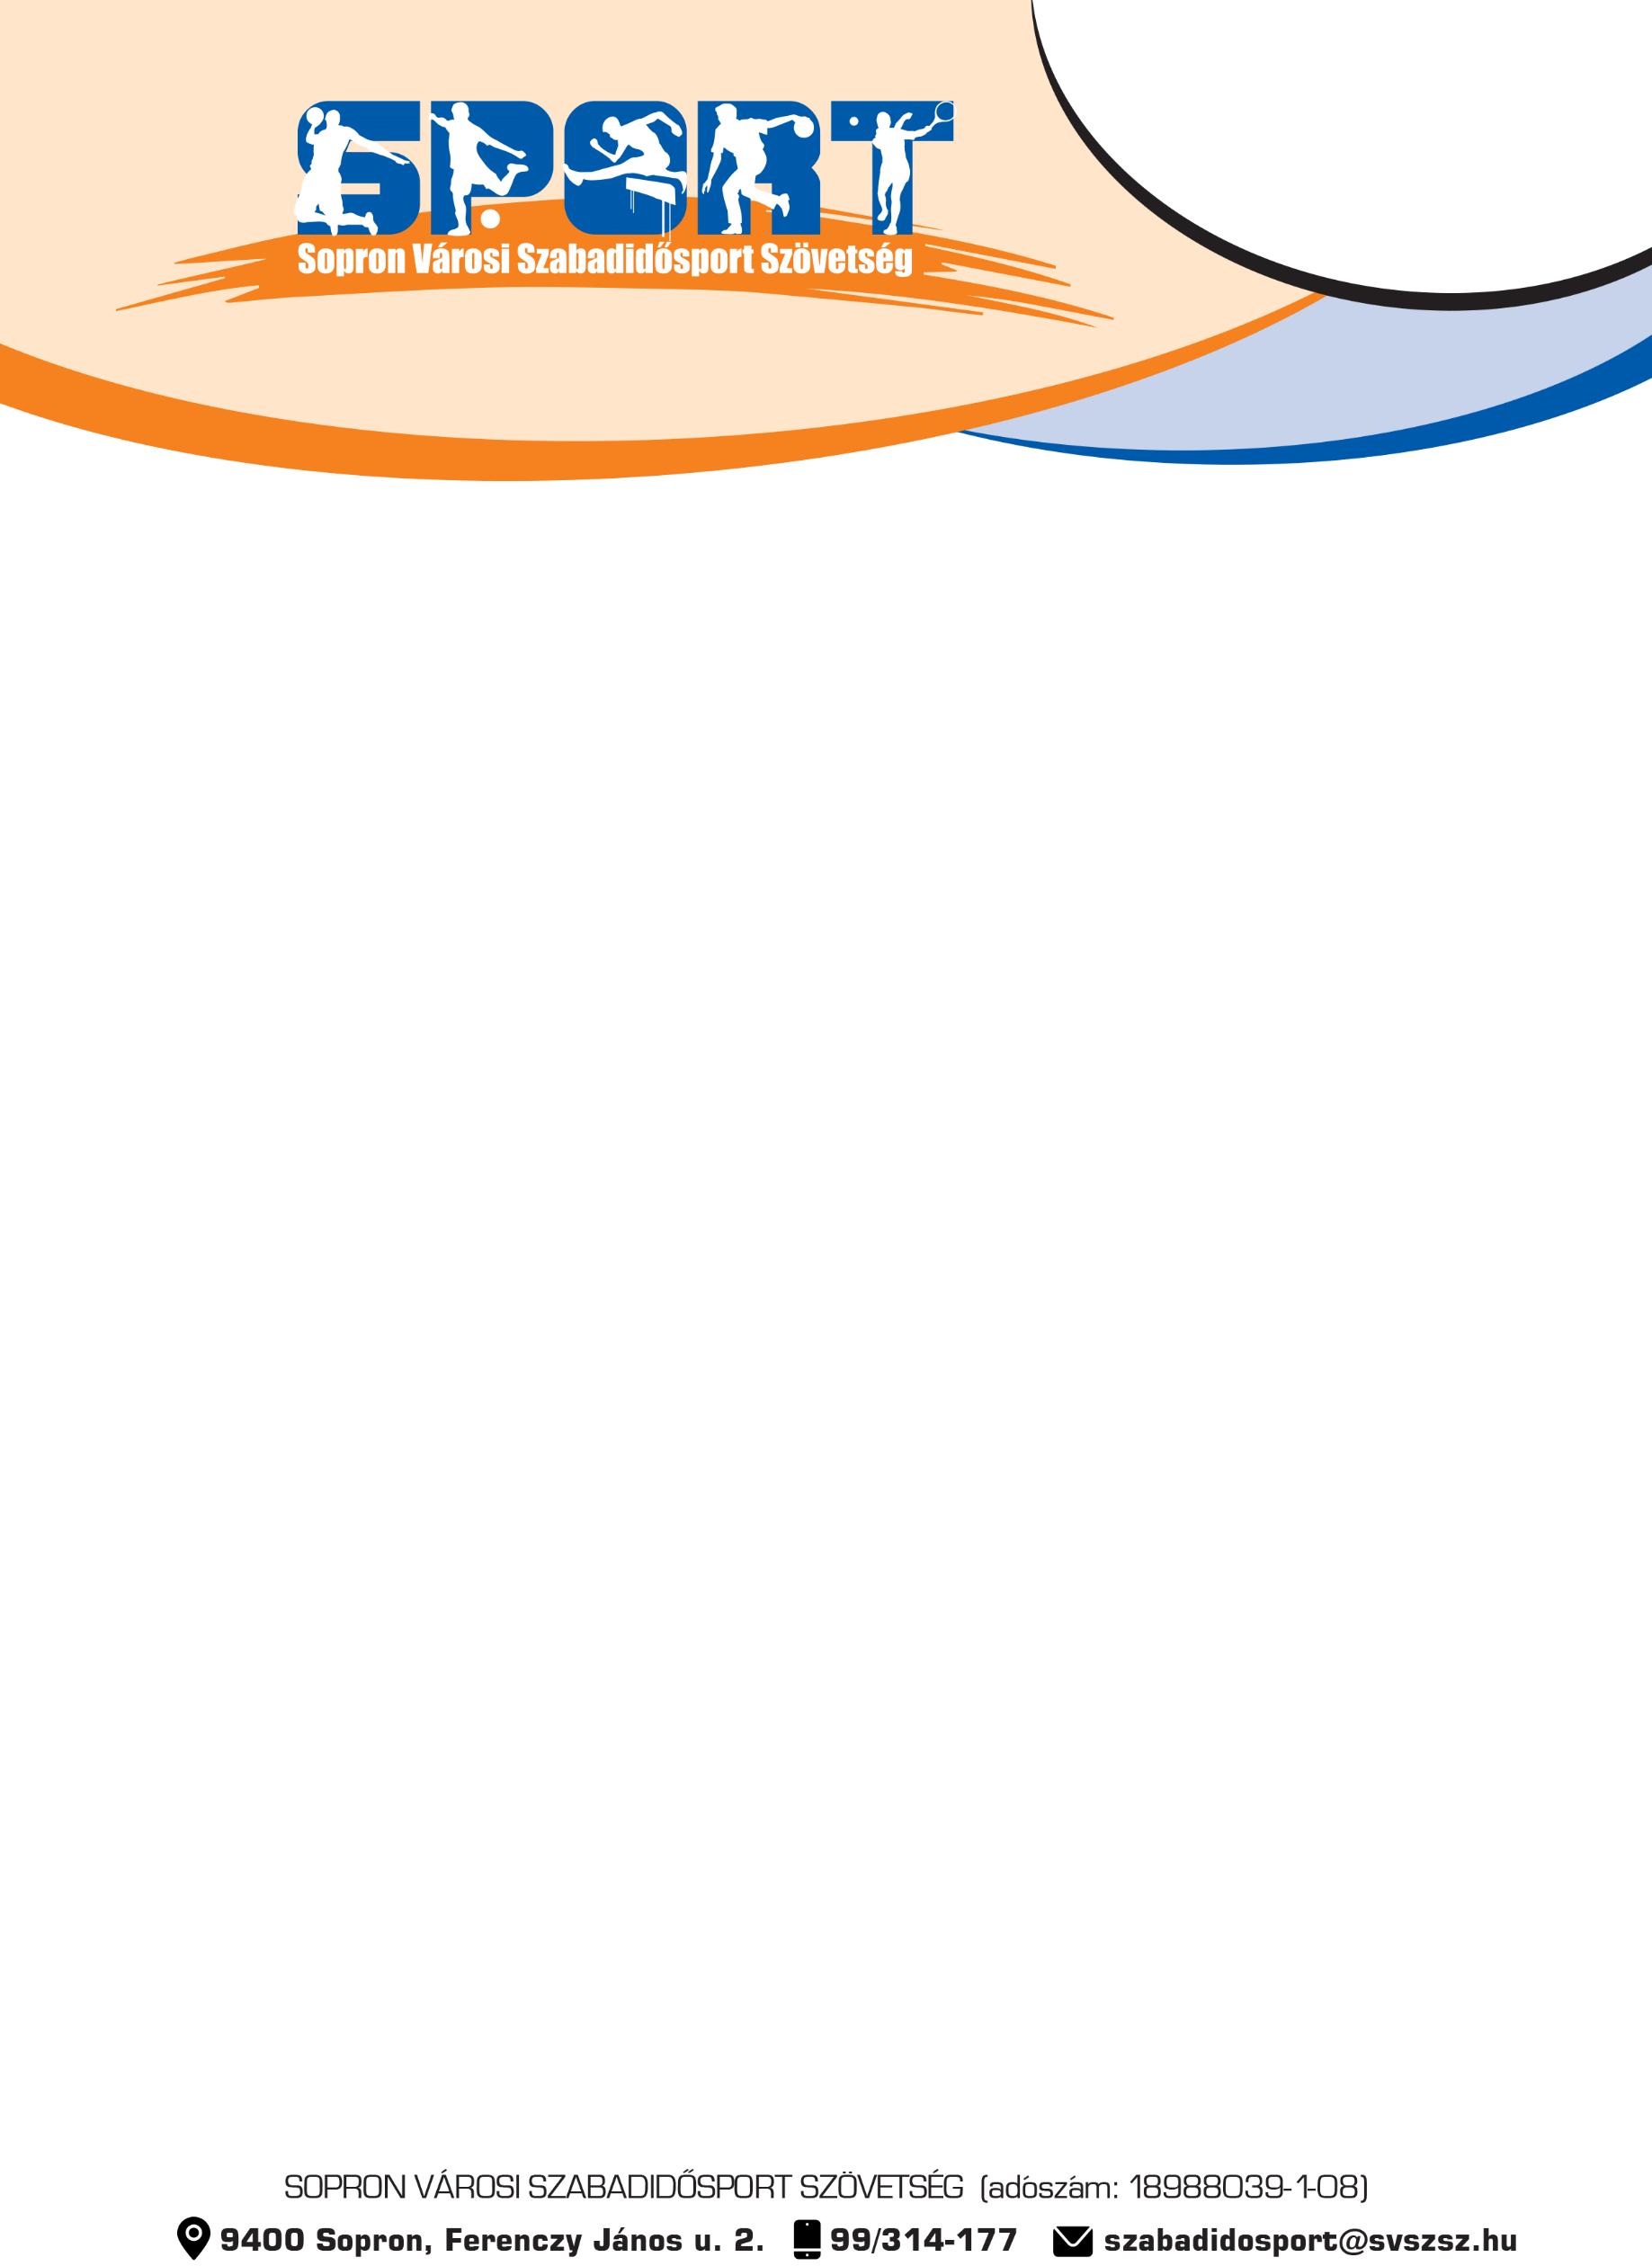 SPORT
Sopron Városi Szabadidősport Szövetség
SOPRON VÁROSI SZABADIDŐSPORT SZÖVETSÉG (adószám: 18988039-1-08)
9400 Sopron, Ferenczy János u. 2. 99/314-177 szabadidosport@svszsz.hu